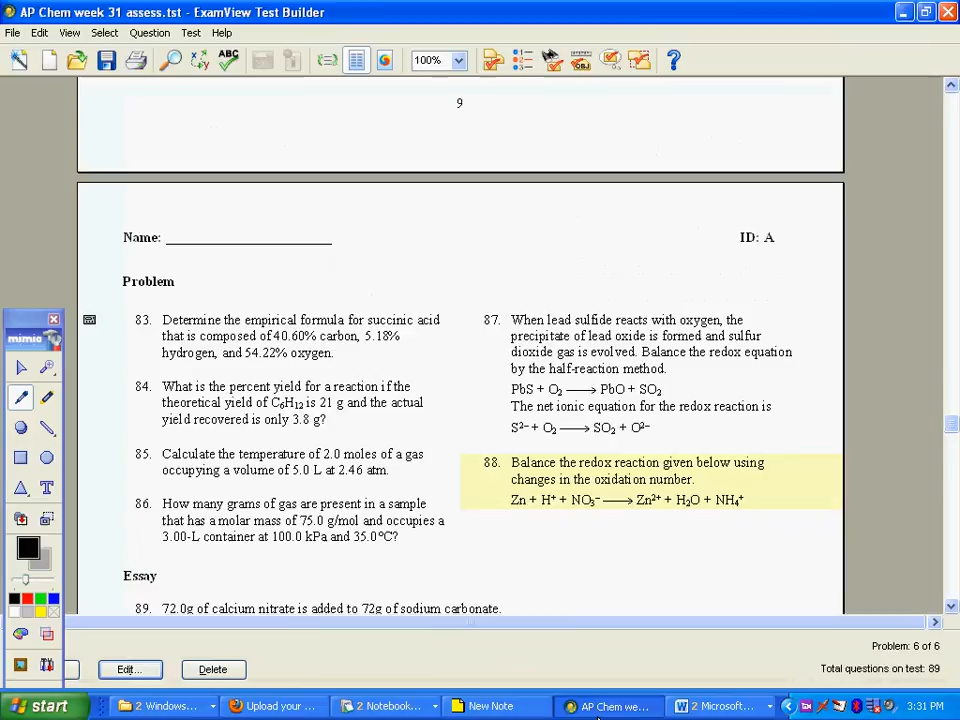 AP Chem week 31 assess.tst - ExamView Test Builder
File Edit View Select Question Test Help
100%
9
Name:
ID: A
Problem
83. Determine the empirical formula for succinic acid
that is composed of 40.60% carbon, 5.18%
hydrogen, and 54.22% oxygen.
84. What is the percent yield for a reaction if the
theoretical yield of C₆H₁₂ is 21 g and the actual
yield recovered is only 3.8 g?
85. Calculate the temperature of 2.0 moles of a gas
occupying a volume of 5.0 L at 2.46 atm.
86. How many grams of gas are present in a sample
that has a molar mass of 75.0 g/mol and occupies a
3.00-L container at 100.0 kPa and 35.0°C?
87. When lead sulfide reacts with oxygen, the
precipitate of lead oxide is formed and sulfur
dioxide gas is evolved. Balance the redox equation
by the half-reaction method.
PbS + O₂ ⟶ PbO + SO₂
The net ionic equation for the redox reaction is
S²⁻ + O₂ ⟶ SO₂ + O²⁻
88. Balance the redox reaction given below using
changes in the oxidation number.
Zn + H⁺ + NO₃⁻ ⟶ Zn²⁺ + H₂O + NH₄⁺
Essay
89. 72.0g of calcium nitrate is added to 72g of sodium carbonate.
mimio
T
Problem: 6 of 6
Edit... Delete
Total questions on test: 89
start 2 Windows... Upload your ... 2 Notebook... New Note AP Chem we... 2 Microsoft... 3:31 PM